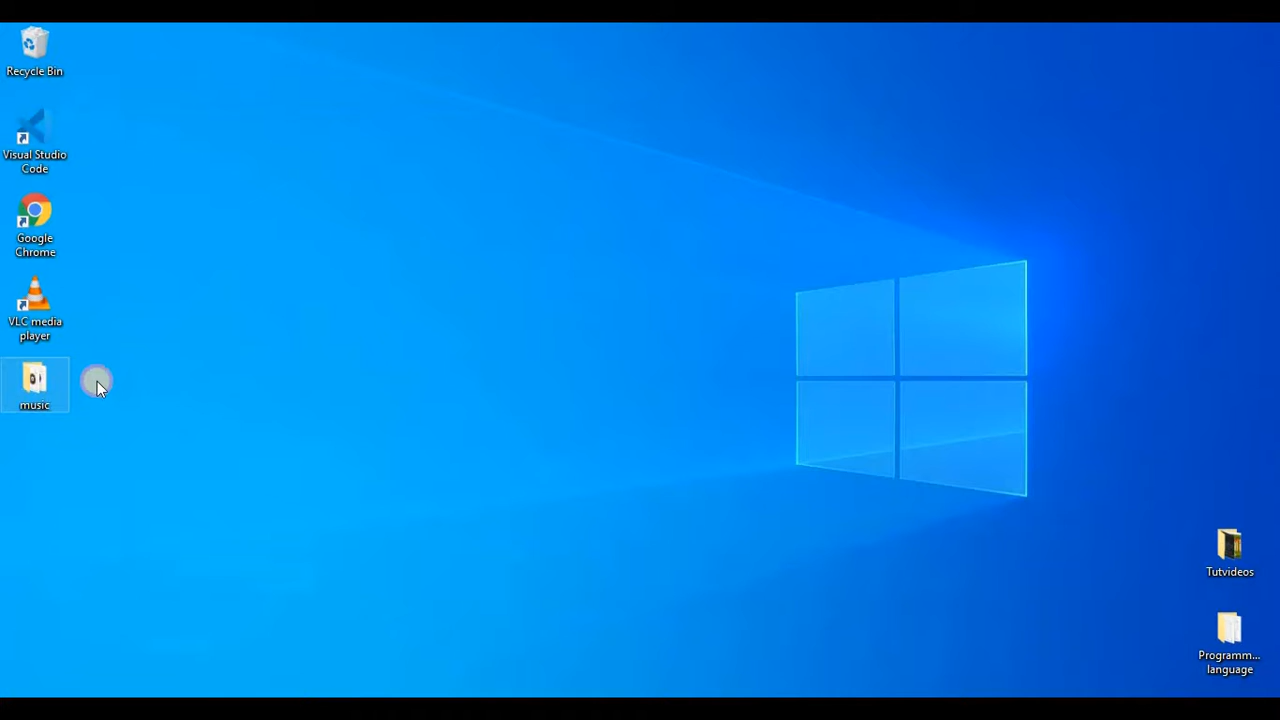 Recycle Bin
Visual Studio
Code
Google
Chrome
VLC media
player
music
Tutvideos
Programm...
language